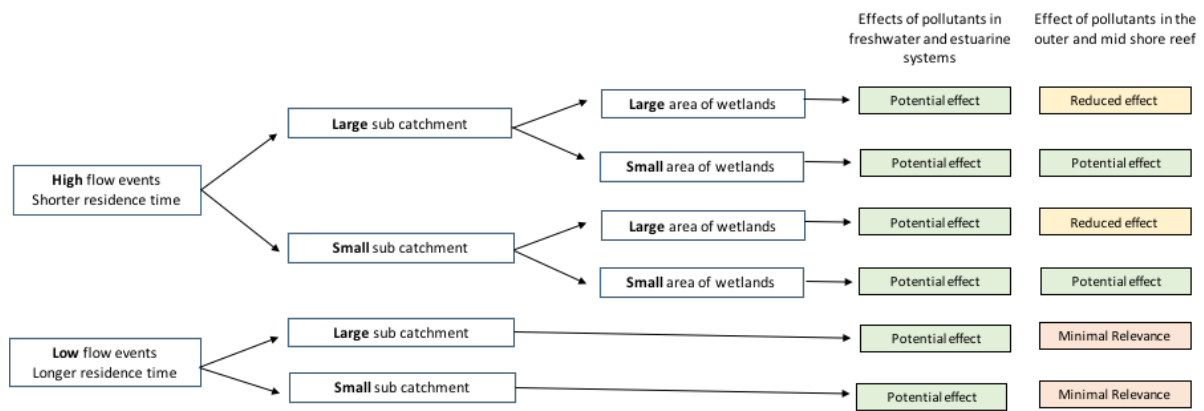 Effects of pollutants in
freshwater and estuarine
systems
Effect of pollutants in the
outer and mid shore reef
Large area of wetlands
Potential effect
Reduced effect
Large sub catchment
Small area of wetlands
Potential effect
Potential effect
High flow events
Shorter residence time
Large area of wetlands
Potential effect
Reduced effect
Small sub catchment
Small area of wetlands
Potential effect
Potential effect
Large sub catchment
Potential effect
Minimal Relevance
Low flow events
Longer residence time
Small sub catchment
Potential effect
Minimal Relevance